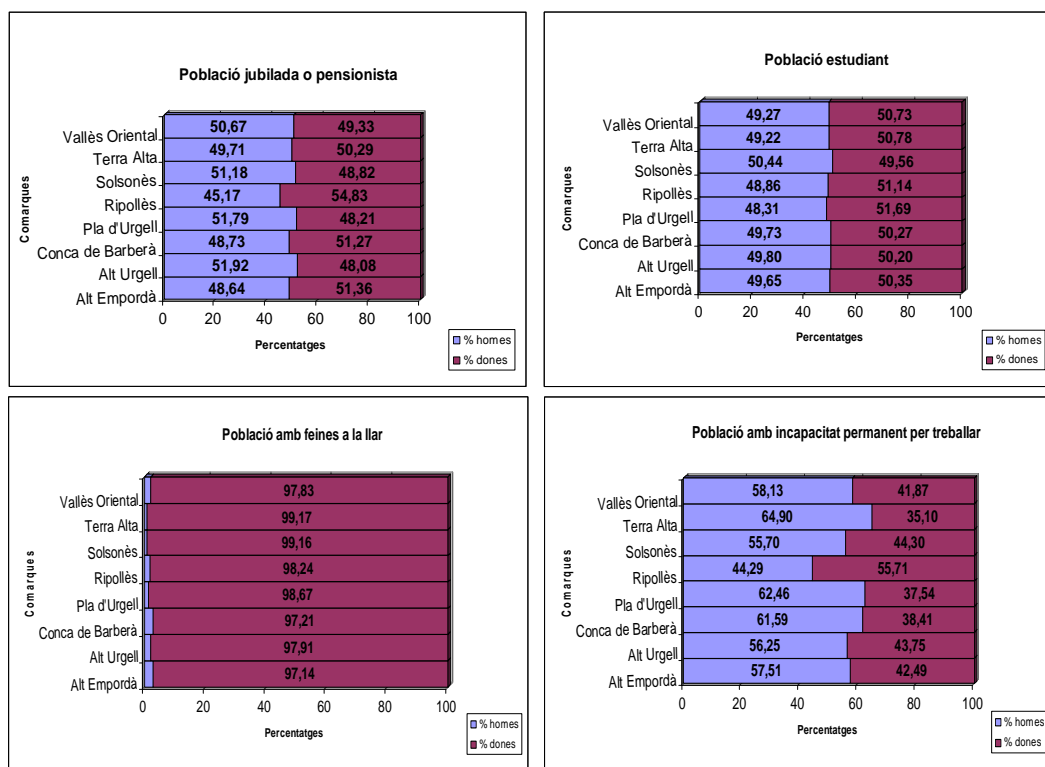 Població jubilada o pensionista
Comarques
Vallès Oriental 50,67 49,33
Terra Alta 49,71 50,29
Solsonès 51,18 48,82
Ripollès 45,17 54,83
Pla d'Urgell 51,79 48,21
Conca de Barberà 48,73 51,27
Alt Urgell 51,92 48,08
Alt Empordà 48,64 51,36
0 20 40 60 80 100
Percentatges
% homes
% dones
Població estudiant
Comarques
Vallès Oriental 49,27 50,73
Terra Alta 49,22 50,78
Solsonès 50,44 49,56
Ripollès 48,86 51,14
Pla d'Urgell 48,31 51,69
Conca de Barberà 49,73 50,27
Alt Urgell 49,80 50,20
Alt Empordà 49,65 50,35
0 20 40 60 80 100
Percentatges
% homes
% dones
Població amb feines a la llar
Comarques
Vallès Oriental 97,83
Terra Alta 99,17
Solsonès 99,16
Ripollès 98,24
Pla d'Urgell 98,67
Conca de Barberà 97,21
Alt Urgell 97,91
Alt Empordà 97,14
0 20 40 60 80 100
Percentatges
% homes
% dones
Població amb incapacitat permanent per treballar
Comarques
Vallès Oriental 58,13 41,87
Terra Alta 64,90 35,10
Solsonès 55,70 44,30
Ripollès 44,29 55,71
Pla d'Urgell 62,46 37,54
Conca de Barberà 61,59 38,41
Alt Urgell 56,25 43,75
Alt Empordà 57,51 42,49
0 20 40 60 80 100
Percentatges
% homes
% dones